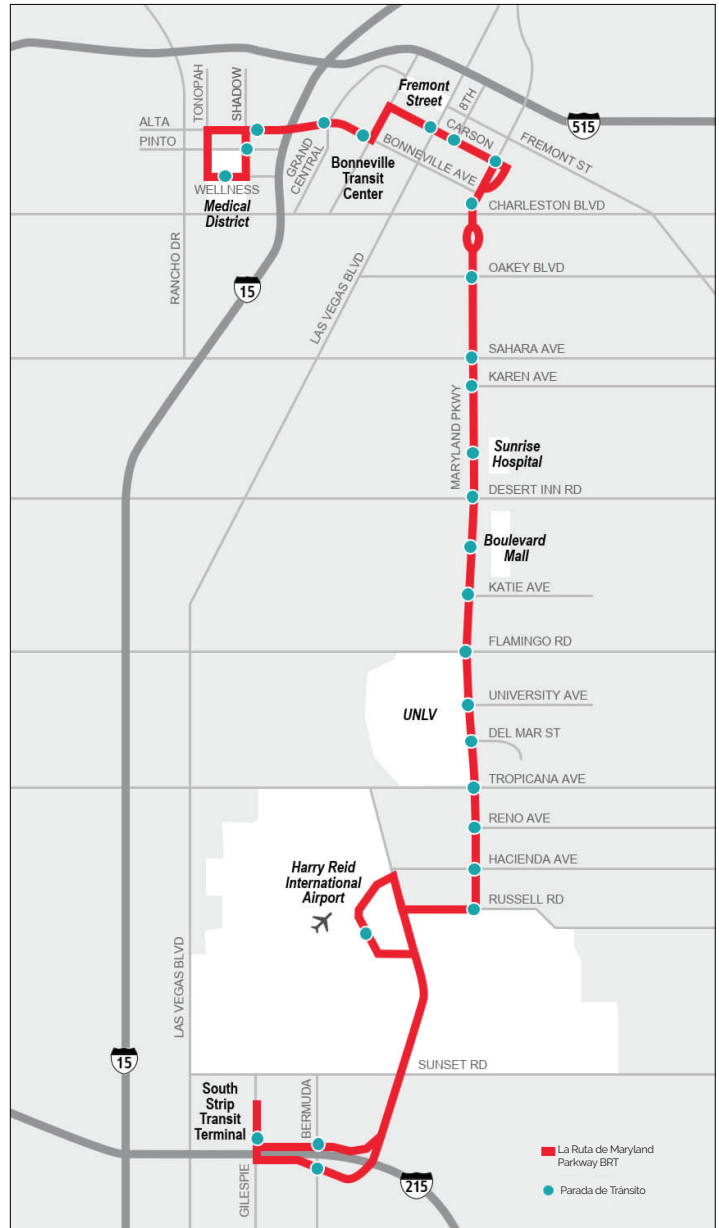 TONOPAH
SHADOW
ALTA
PINTO
WELLNESS
Medical
District
GRAND
CENTRAL
Bonneville
Transit
Center
Fremont
Street
8TH
CARSON
BONNEVILLE AVE
FREMONT ST
515
CHARLESTON BLVD
RANCHO DR
15
LAS VEGAS BLVD
OAKEY BLVD
SAHARA AVE
KAREN AVE
MARYLAND PKWY
Sunrise
Hospital
DESERT INN RD
Boulevard
Mall
KATIE AVE
FLAMINGO RD
UNLV
UNIVERSITY AVE
DEL MAR ST
TROPICANA AVE
RENO AVE
HACIENDA AVE
RUSSELL RD
Harry Reid
International
Airport
LAS VEGAS BLVD
15
SUNSET RD
South
Strip
Transit
Terminal
BERMUDA
GILESPIE
215
La Ruta de Maryland
Parkway BRT
Parada de Tránsito